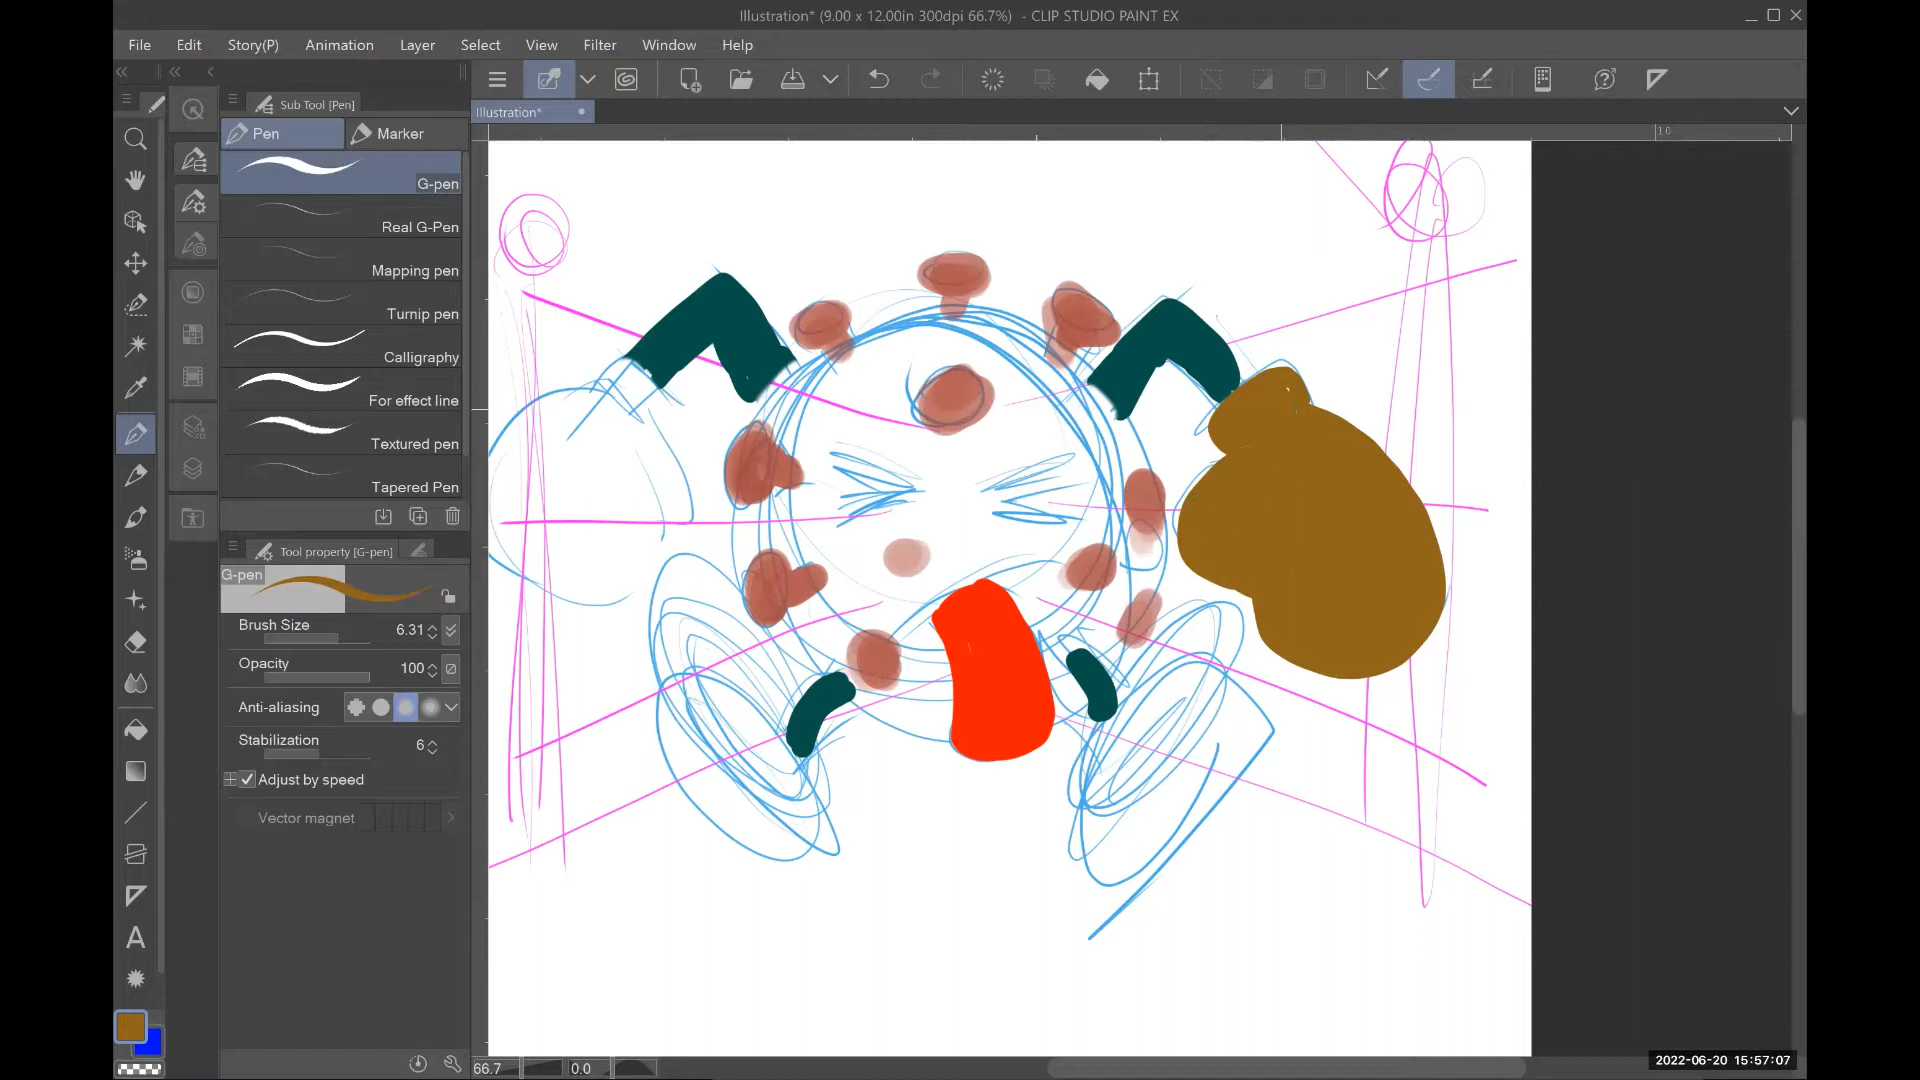 Illustration* (9.00 x 12.00in 300dpi 66.7%) - CLIP STUDIO PAINT EX
File Edit Story(P) Animation Layer Select View Filter Window Help
Sub Tool [Pen]
Illustration*
Pen Marker
1.0
G-pen
Real G-Pen
Mapping pen
Turnip pen
Calligraphy
For effect line
Textured pen
Tapered Pen
Tool property [G-pen]
G-pen
Brush Size 6.31
Opacity 100
Anti-aliasing
Stabilization 6
Adjust by speed
Vector magnet
A
66.7 0.0
2022-06-20 15:57:07